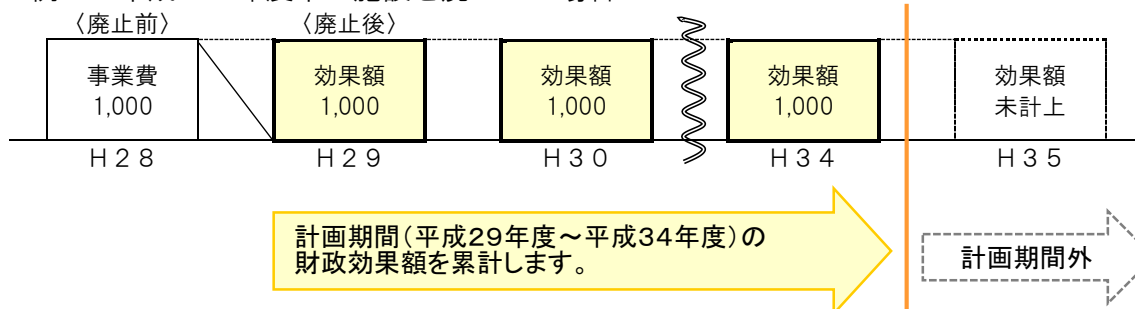 〈廃止前〉
〈廃止後〉
事業費
1,000
効果額
1,000
効果額
1,000
効果額
1,000
効果額
未計上
H28
H29
H30
H34
H35
計画期間(平成29年度～平成34年度)の
財政効果額を累計します。
計画期間外